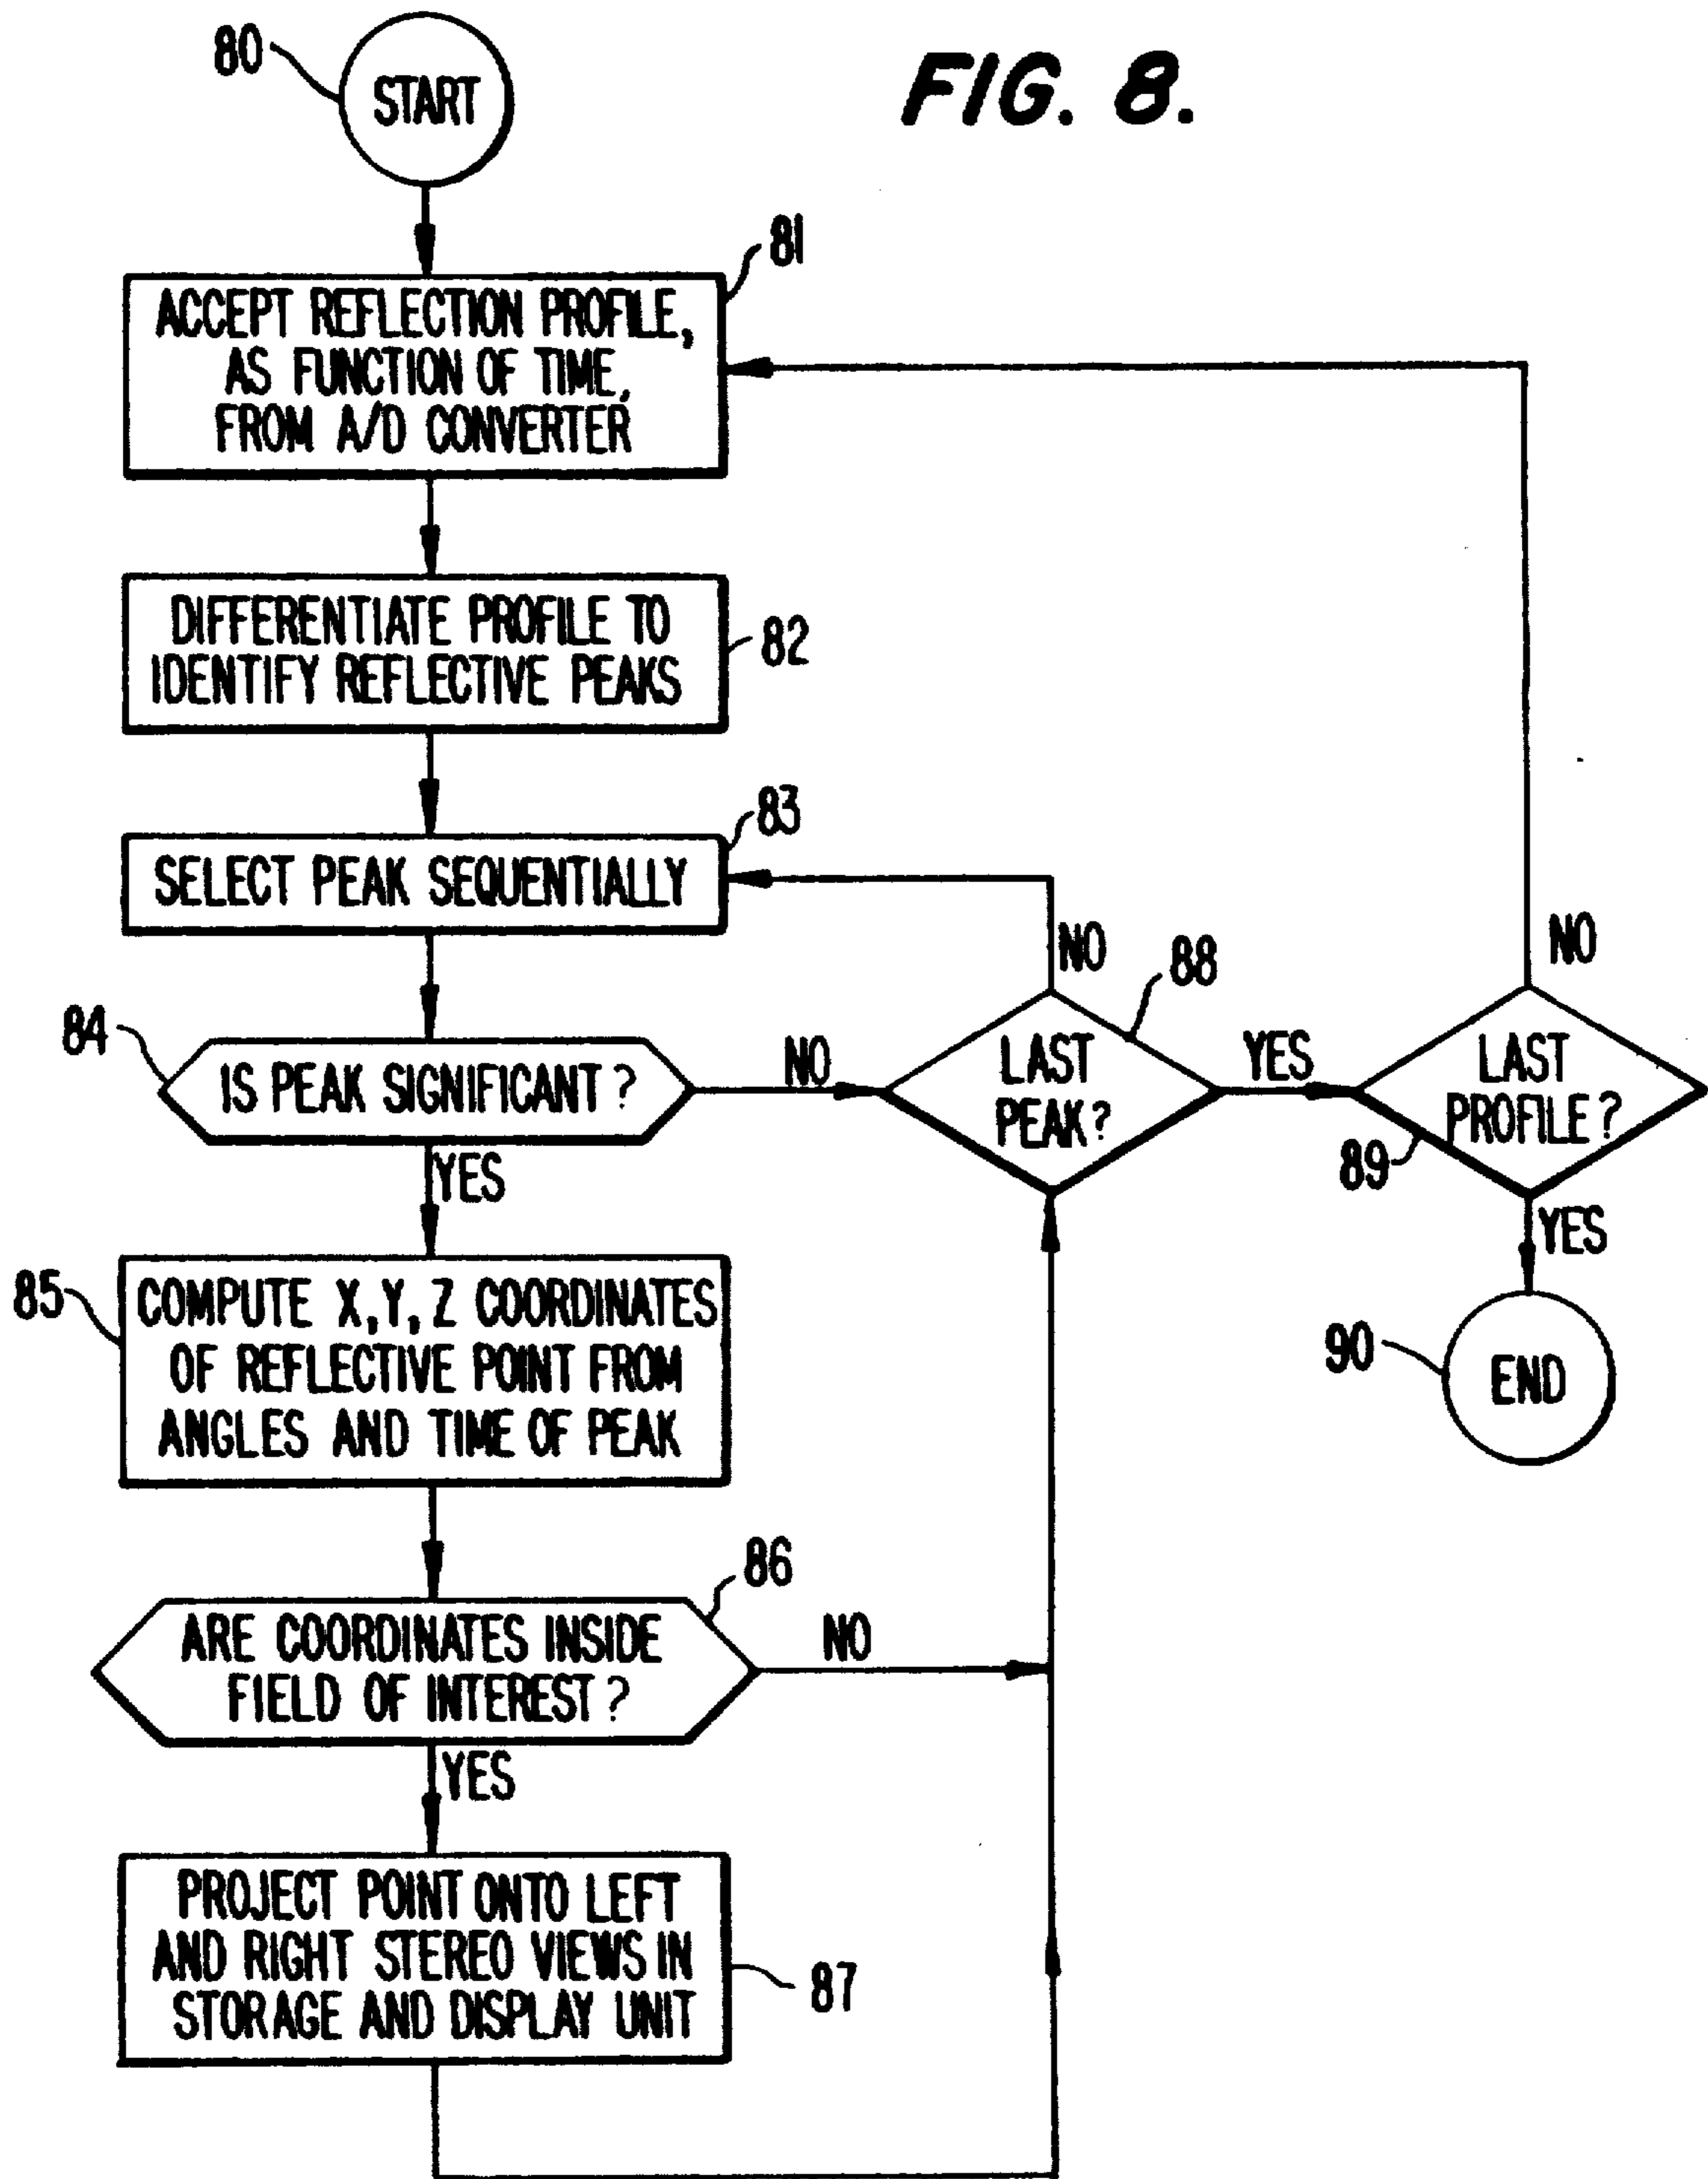 FIG. 8.
80
START
81
ACCEPT REFLECTION PROFILE,
AS FUNCTION OF TIME,
FROM A/D CONVERTER
82
DIFFERENTIATE PROFILE TO
IDENTIFY REFLECTIVE PEAKS
83
SELECT PEAK SEQUENTIALLY
84
IS PEAK SIGNIFICANT?
NO
YES
88
LAST
PEAK?
NO
YES
89
LAST
PROFILE?
NO
YES
90
END
85
COMPUTE X,Y,Z COORDINATES
OF REFLECTIVE POINT FROM
ANGLES AND TIME OF PEAK
86
ARE COORDINATES INSIDE
FIELD OF INTEREST?
NO
YES
87
PROJECT POINT ONTO LEFT
AND RIGHT STEREO VIEWS IN
STORAGE AND DISPLAY UNIT